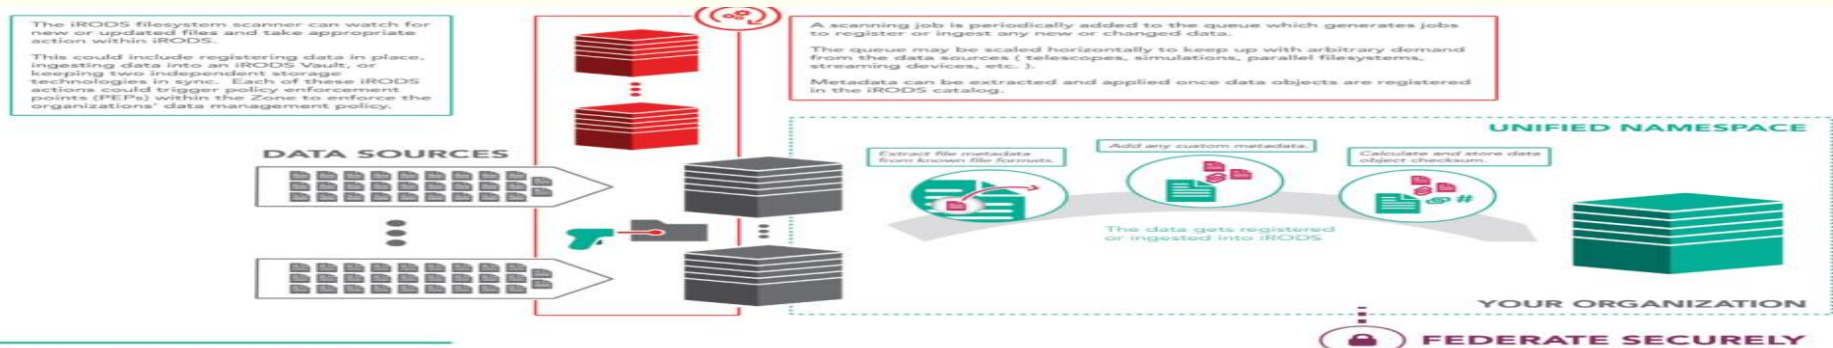 The iRODS filesystem scanner can watch for
new or updated files and take appropriate
action within iRODS.
This could include registering data in place,
ingesting data into an iRODS Vault, or
keeping two independent storage
technologies in sync. Each of these iRODS
actions could trigger policy enforcement
points (PEPs) within the Zone to enforce the
organizations' data management policy.
A scanning job is periodically added to the queue which generates jobs
to register or ingest any new or changed data.
The queue may be scaled horizontally to keep up with arbitrary demand
from the data sources ( telescopes, simulations, parallel filesystems,
streaming devices, etc. ).
Metadata can be extracted and applied once data objects are registered
in the iRODS catalog.
DATA SOURCES
UNIFIED NAMESPACE
Extract file metadata
from known file formats.
Add any custom metadata.
Calculate and store data
object checksum.
#
The data gets registered
or ingested into iRODS
YOUR ORGANIZATION
FEDERATE SECURELY